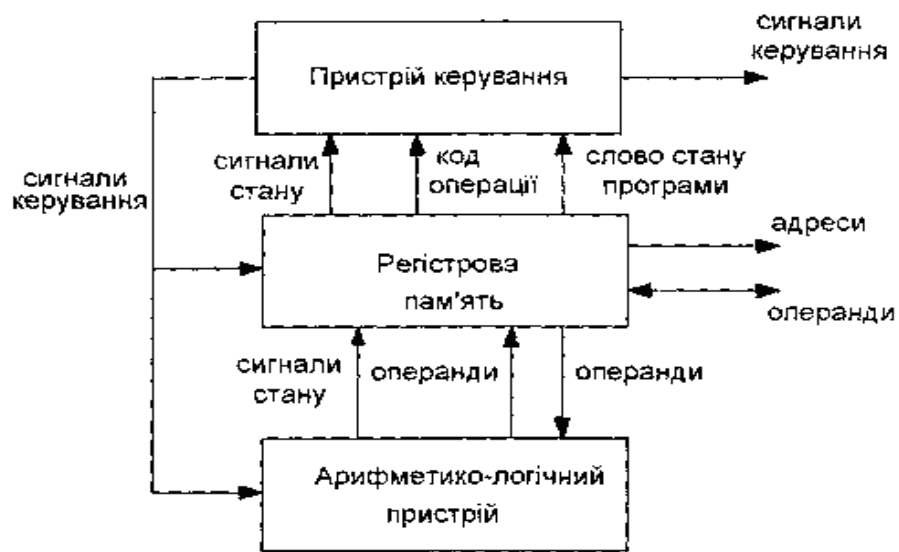 сигнали
керування
Пристрій керування
сигнали
стану
код
операції
слово стану
програми
сигнали
керування
адреси
Регістрова
пам'ять
операнди
сигнали
стану
операнди
операнди
Арифметико-логічний
пристрій